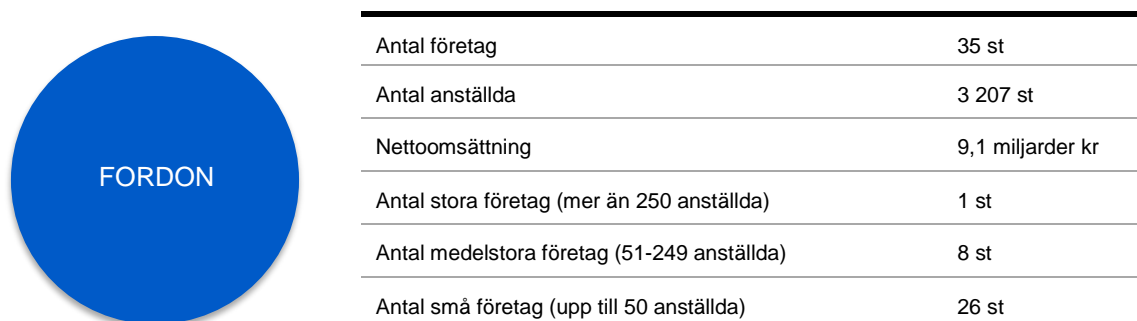 FORDON
Antal företag 35 st
Antal anställda 3 207 st
Nettoomsättning 9,1 miljarder kr
Antal stora företag (mer än 250 anställda) 1 st
Antal medelstora företag (51-249 anställda) 8 st
Antal små företag (upp till 50 anställda) 26 st